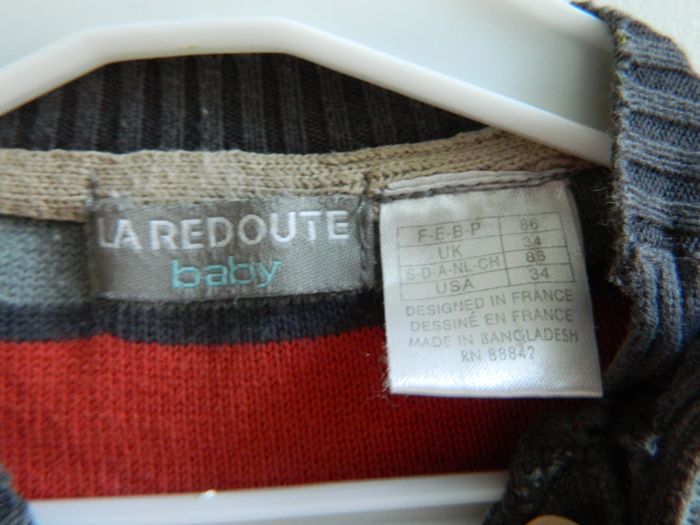 LA REDOUTE
baby
F-E-B-P 86
UK 34
S-D-A-NL-CH 86
USA 34
DESIGNED IN FRANCE
DESSINÉ EN FRANCE
MADE IN BANGLADESH
RN 88842